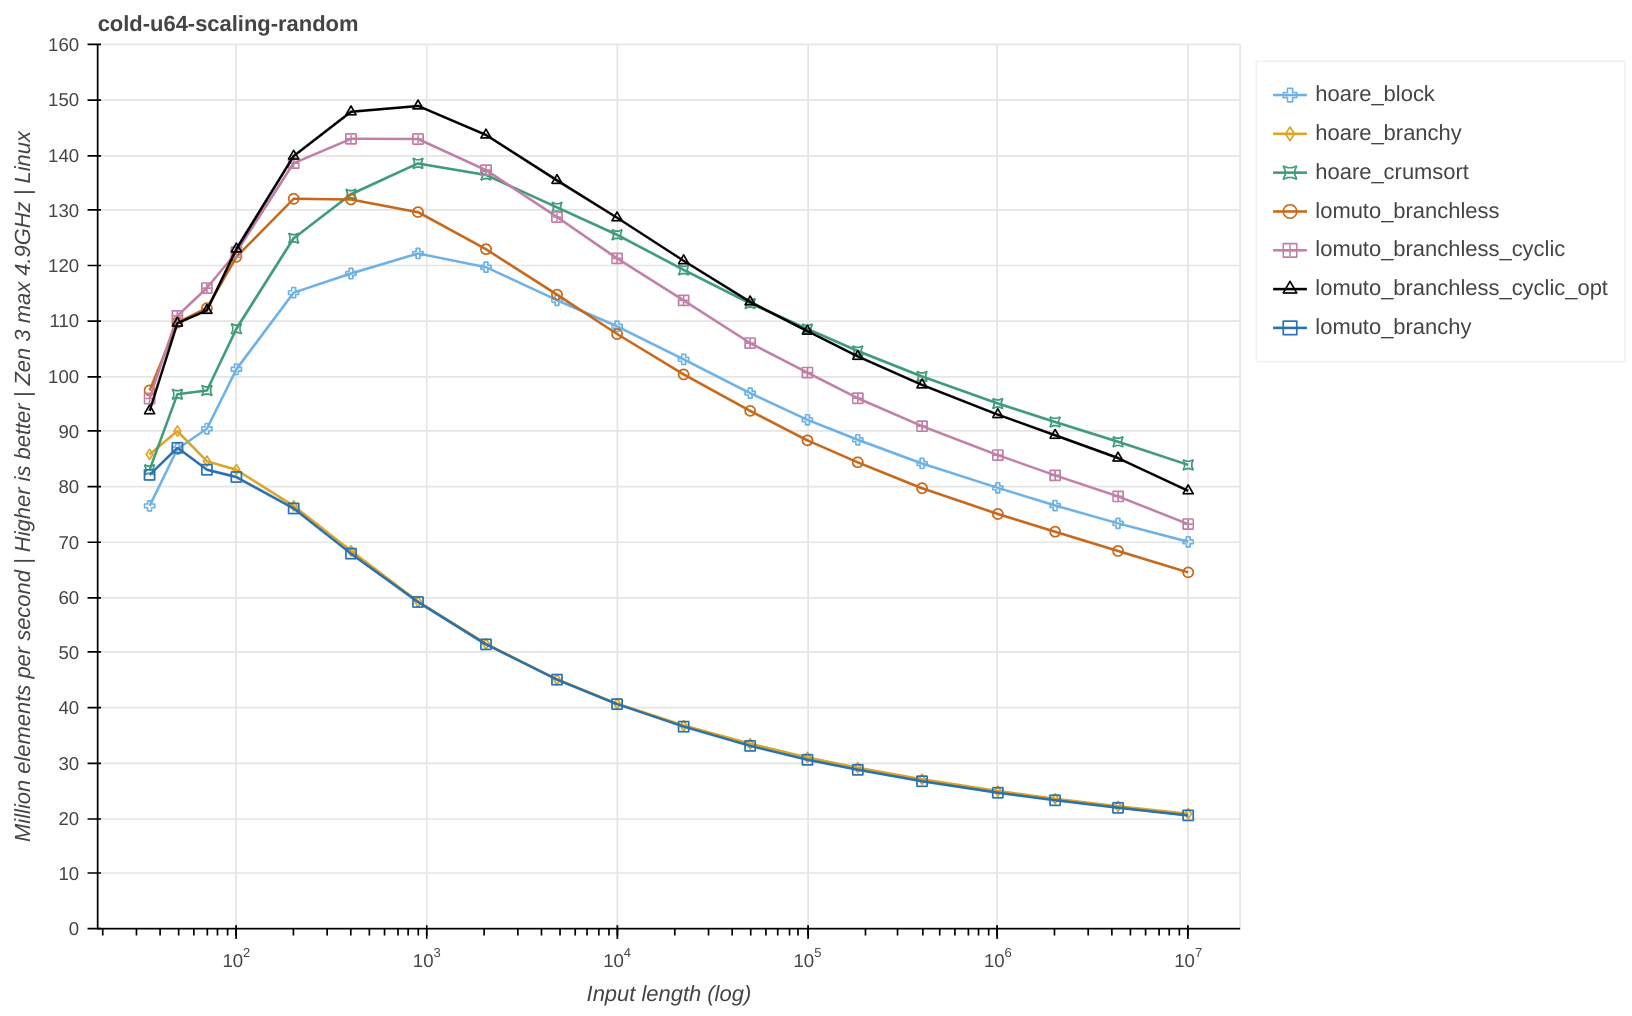 cold-u64-scaling-random
160
150
140
130
120
110
100
90
80
70
60
50
40
30
20
10
0
Million elements per second | Higher is better | Zen 3 max 4.9GHz | Linux
10²
10³
10⁴
10⁵
10⁶
10⁷
Input length (log)
hoare_block
hoare_branchy
hoare_crumsort
lomuto_branchless
lomuto_branchless_cyclic
lomuto_branchless_cyclic_opt
lomuto_branchy